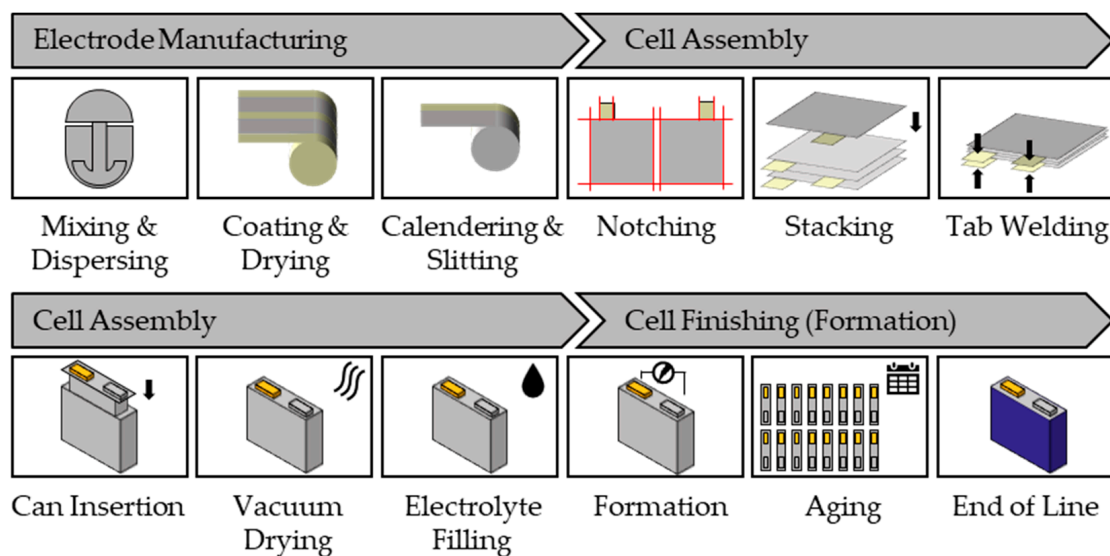 Electrode Manufacturing
Cell Assembly
Mixing &
Dispersing
Coating &
Drying
Calendering &
Slitting
Notching
Stacking
Tab Welding
Cell Assembly
Cell Finishing (Formation)
Can Insertion
Vacuum
Drying
Electrolyte
Filling
Formation
Aging
End of Line